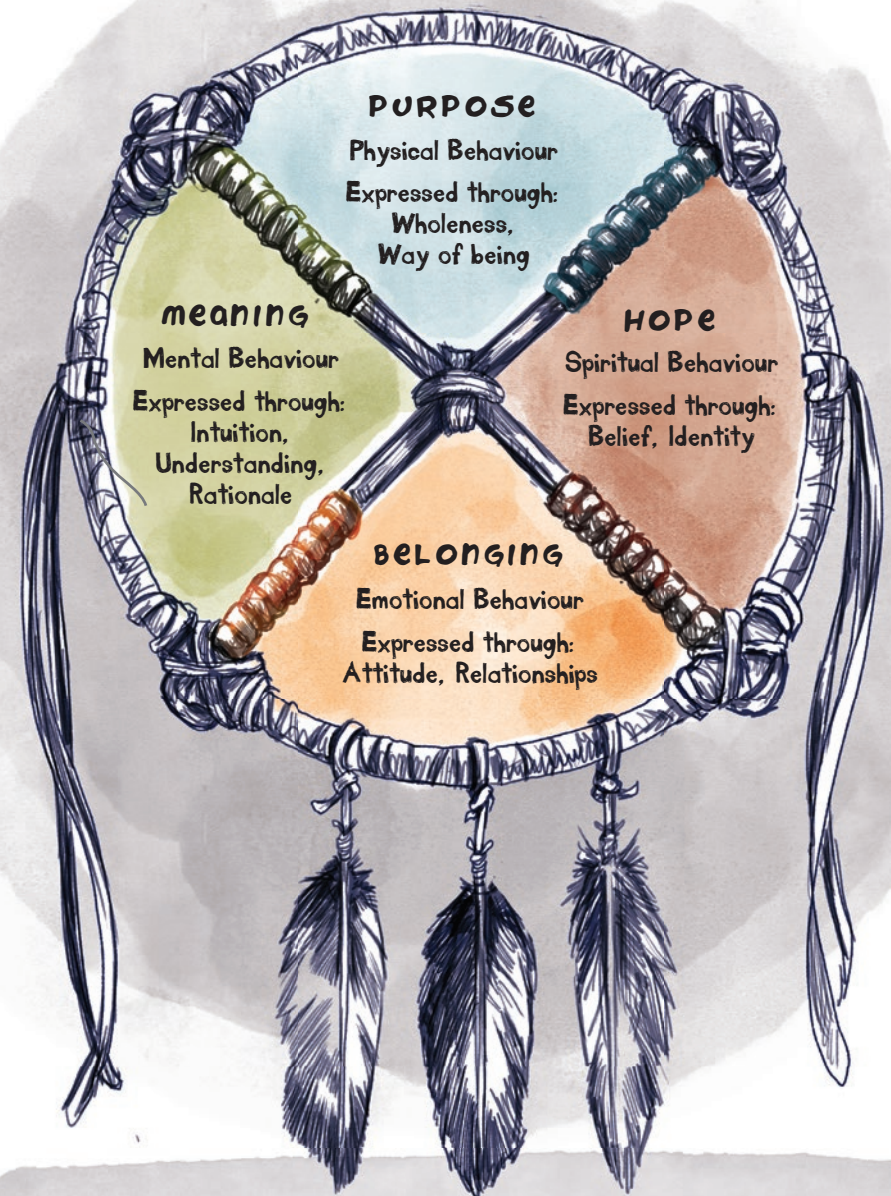 PURPOSE
Physical Behaviour
Expressed through:
Wholeness,
Way of being
MEANING
Mental Behaviour
Expressed through:
Intuition,
Understanding,
Rationale
HOPE
Spiritual Behaviour
Expressed through:
Belief, Identity
BELONGING
Emotional Behaviour
Expressed through:
Attitude, Relationships